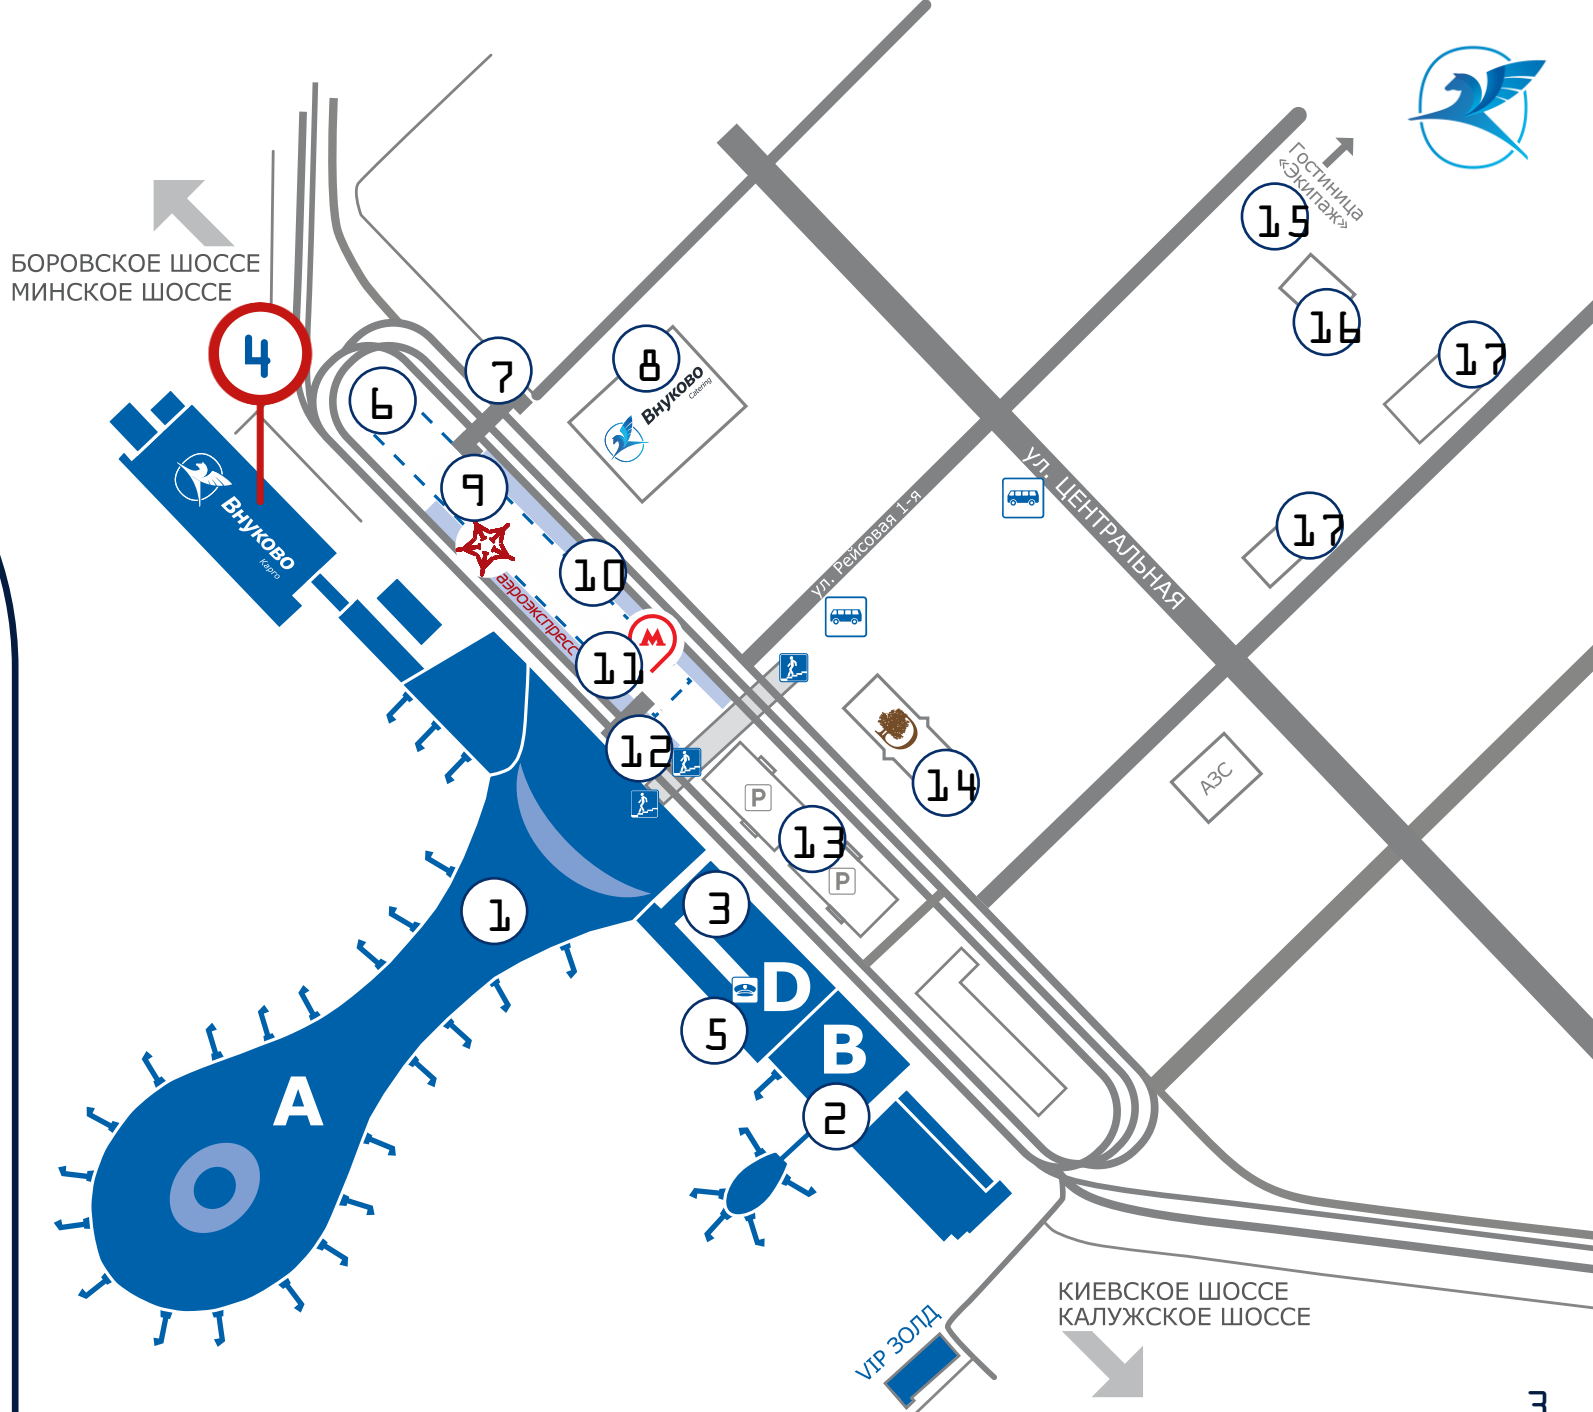 Гостиница
«Экипаж»
15
БОРОВСКОЕ ШОССЕ
МИНСКОЕ ШОССЕ
16
4
7
8
17
6
Внуково
Catering
9
ул. ЦЕНТРАЛЬНАЯ
Внуково
Карго
ул. Рейсовая 1-я
17
10
аэроэкспресс
М
11
12
14
АЗС
P
13
P
1
3
D
5
B
A
2
КИЕВСКОЕ ШОССЕ
КАЛУЖСКОЕ ШОССЕ
VIP ЗОЛД
3